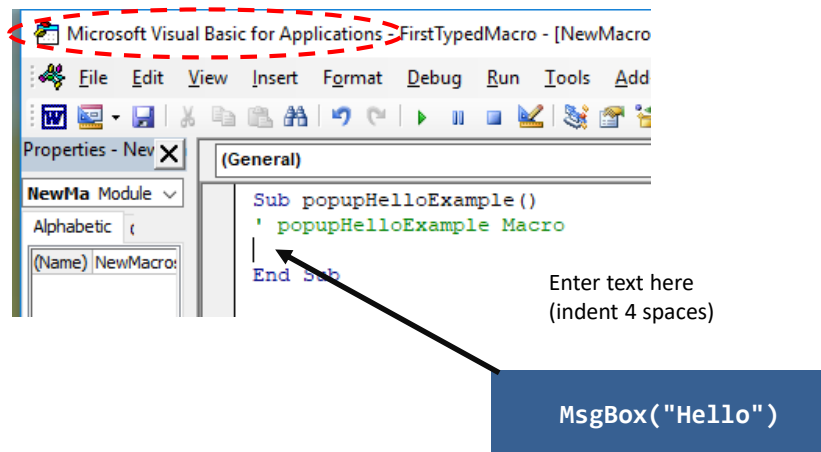 Microsoft Visual Basic for Applications - FirstTypedMacro - [NewMacro
File Edit View Insert Format Debug Run Tools Add
Properties - New
(General)
NewMa Module
Alphabetic
(Name) NewMacros
Sub popupHelloExample()
' popupHelloExample Macro
End Sub
Enter text here
(indent 4 spaces)
MsgBox("Hello")